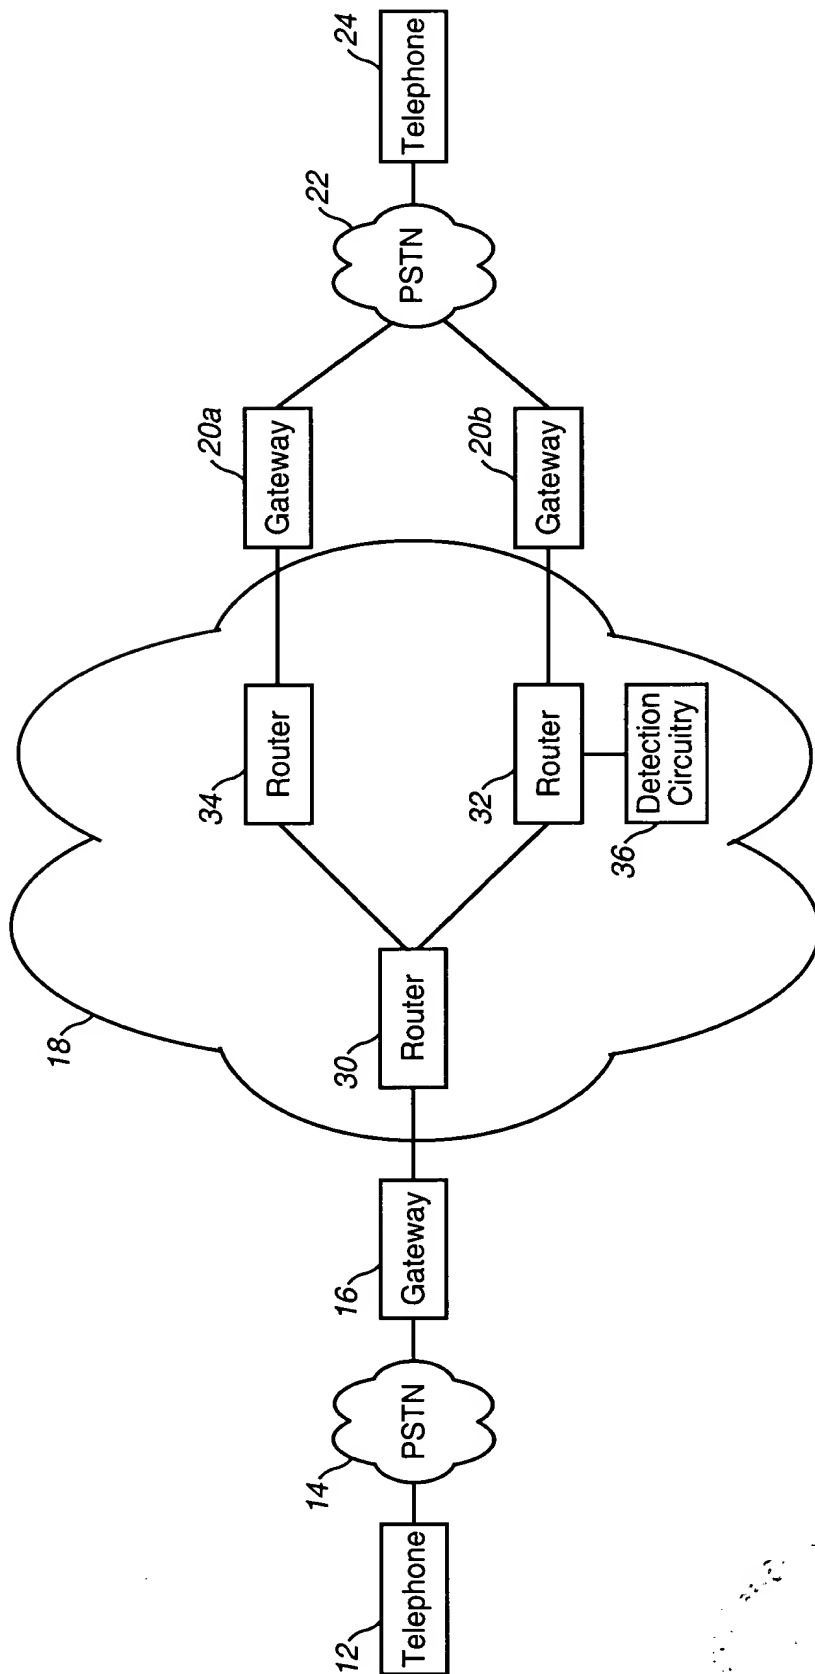 12
Telephone
14
PSTN
16
Gateway
18
30
Router
34
Router
32
Router
36
Detection
Circuitry
20a
Gateway
20b
Gateway
22
PSTN
24
Telephone